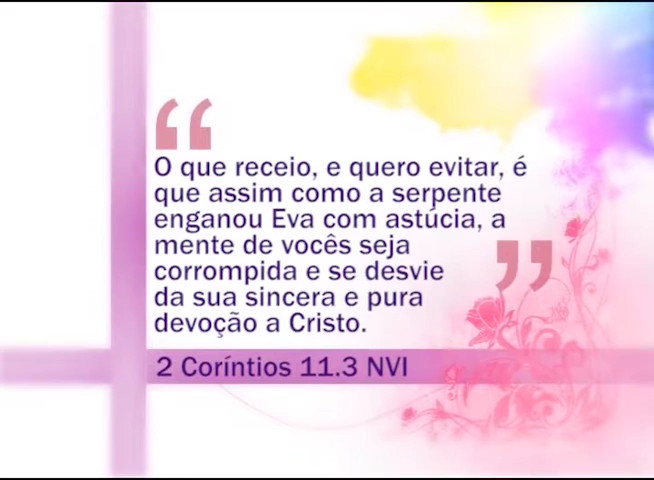 “
O que receio, e quero evitar, é
que assim como a serpente
enganou Eva com astúcia, a
mente de vocês seja
corrompida e se desvie
da sua sincera e pura
devoção a Cristo.
”
2 Coríntios 11.3 NVI